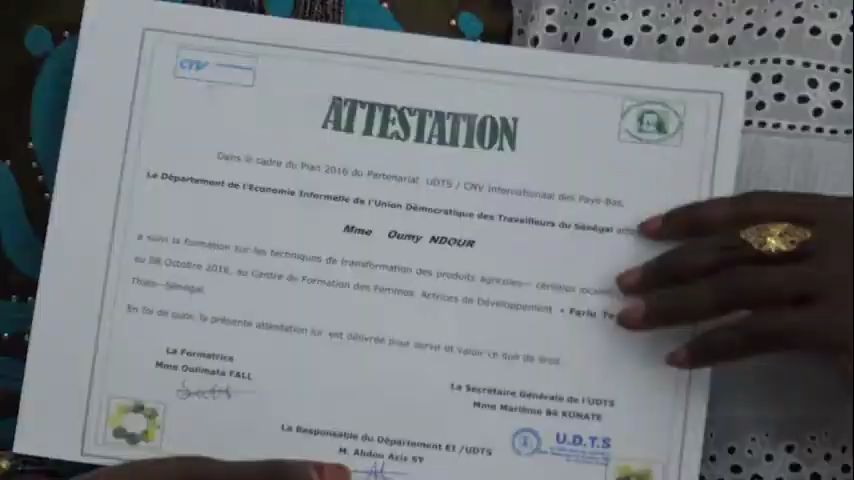 ATTESTATION
Dans le cadre du Plan 2016 du Partenariat UDTS / CNV Internationaal des Pays-Bas,
Le Département de l'Economie Informelle de l'Union Démocratique des Travailleurs du Sénégal
Mme Oumy NDOUR
a suivi la formation sur les techniques de transformation des produits agricoles— céréales
au 08 Octobre 2016, au Centre de Formation des Femmes Actrices de Développement «
Thiès—Sénégal.
En foi de quoi, la présente attestation lui est délivrée pour servir et valoir ce que de droit.
La Formatrice
Mme Oulimata FALL
La Secrétaire Générale de l'UDTS
Mme Marième Bâ KONATE
La Responsable du Département EI /UDTS
M. Abdou Aziz SY
U.D.T.S